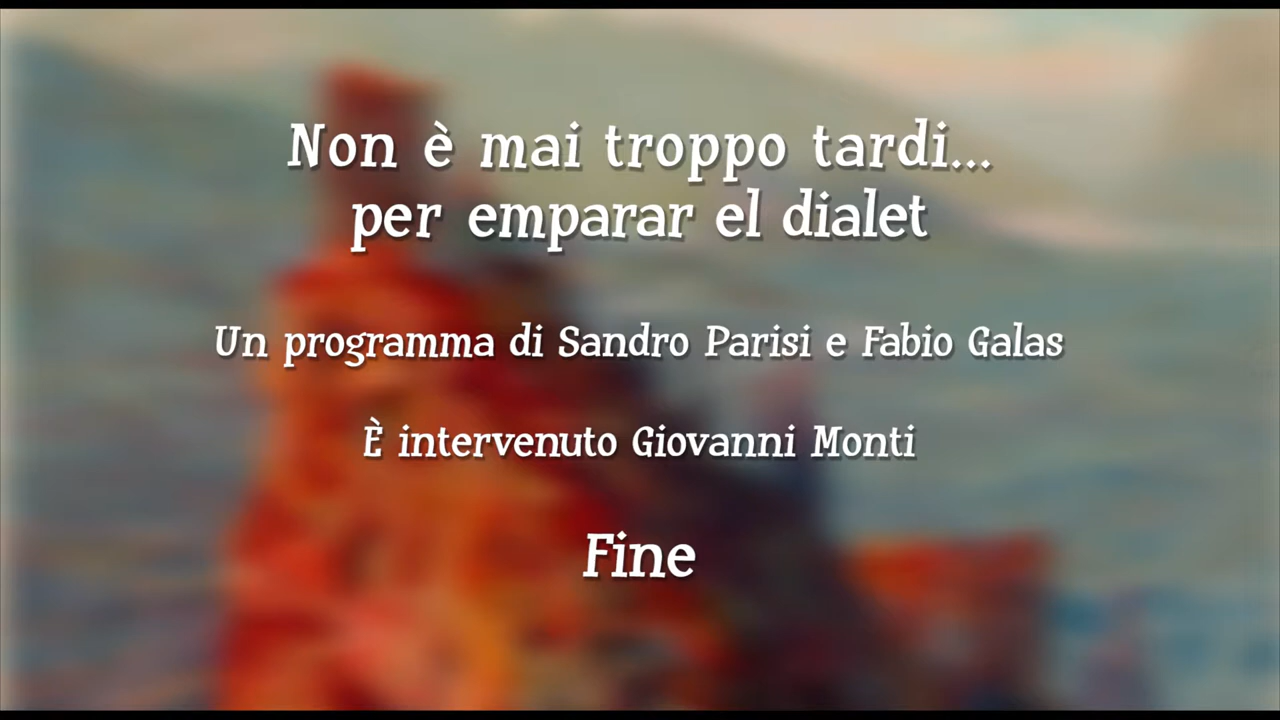 Non è mai troppo tardi...
per emparar el dialet
Un programma di Sandro Parisi e Fabio Galas
È intervenuto Giovanni Monti
Fine